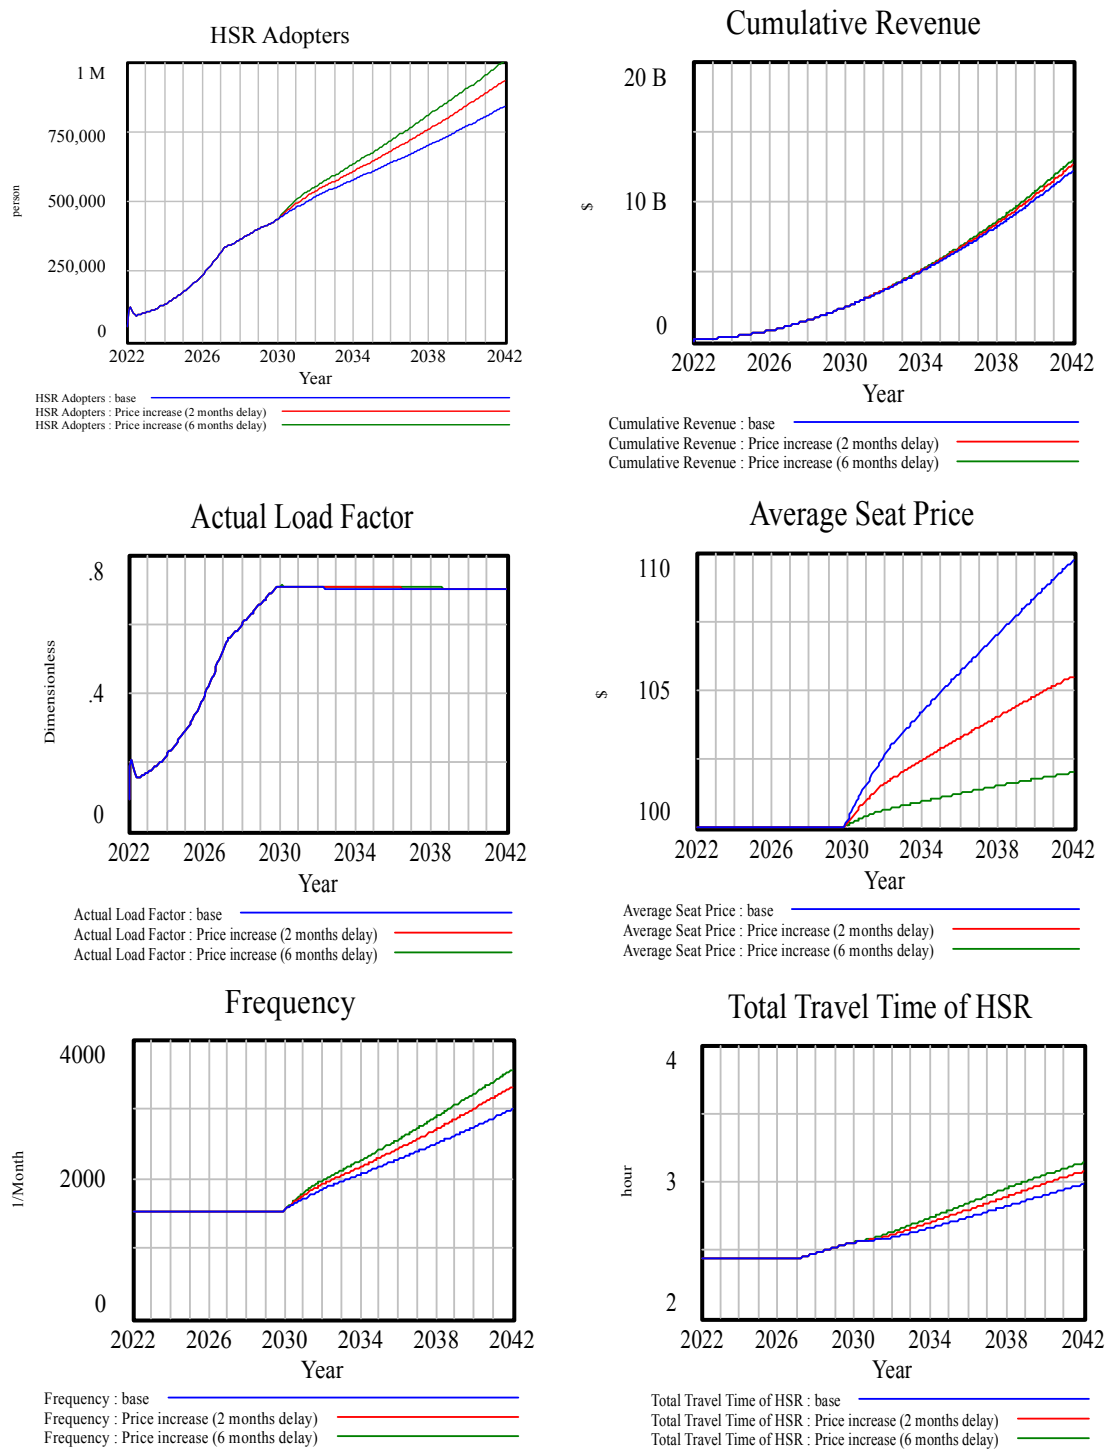 HSR Adopters
1 M
750,000
500,000
250,000
0
person
2022 2026 2030 2034 2038 2042
Year
HSR Adopters : base
HSR Adopters : Price increase (2 months delay)
HSR Adopters : Price increase (6 months delay)
Cumulative Revenue
20 B
10 B
0
$
2022 2026 2030 2034 2038 2042
Year
Cumulative Revenue : base
Cumulative Revenue : Price increase (2 months delay)
Cumulative Revenue : Price increase (6 months delay)
Actual Load Factor
.8
.4
0
Dimensionless
2022 2026 2030 2034 2038 2042
Year
Actual Load Factor : base
Actual Load Factor : Price increase (2 months delay)
Actual Load Factor : Price increase (6 months delay)
Average Seat Price
110
105
100
$
2022 2026 2030 2034 2038 2042
Year
Average Seat Price : base
Average Seat Price : Price increase (2 months delay)
Average Seat Price : Price increase (6 months delay)
Frequency
4000
2000
0
1/Month
2022 2026 2030 2034 2038 2042
Year
Frequency : base
Frequency : Price increase (2 months delay)
Frequency : Price increase (6 months delay)
Total Travel Time of HSR
4
3
2
hour
2022 2026 2030 2034 2038 2042
Year
Total Travel Time of HSR : base
Total Travel Time of HSR : Price increase (2 months delay)
Total Travel Time of HSR : Price increase (6 months delay)